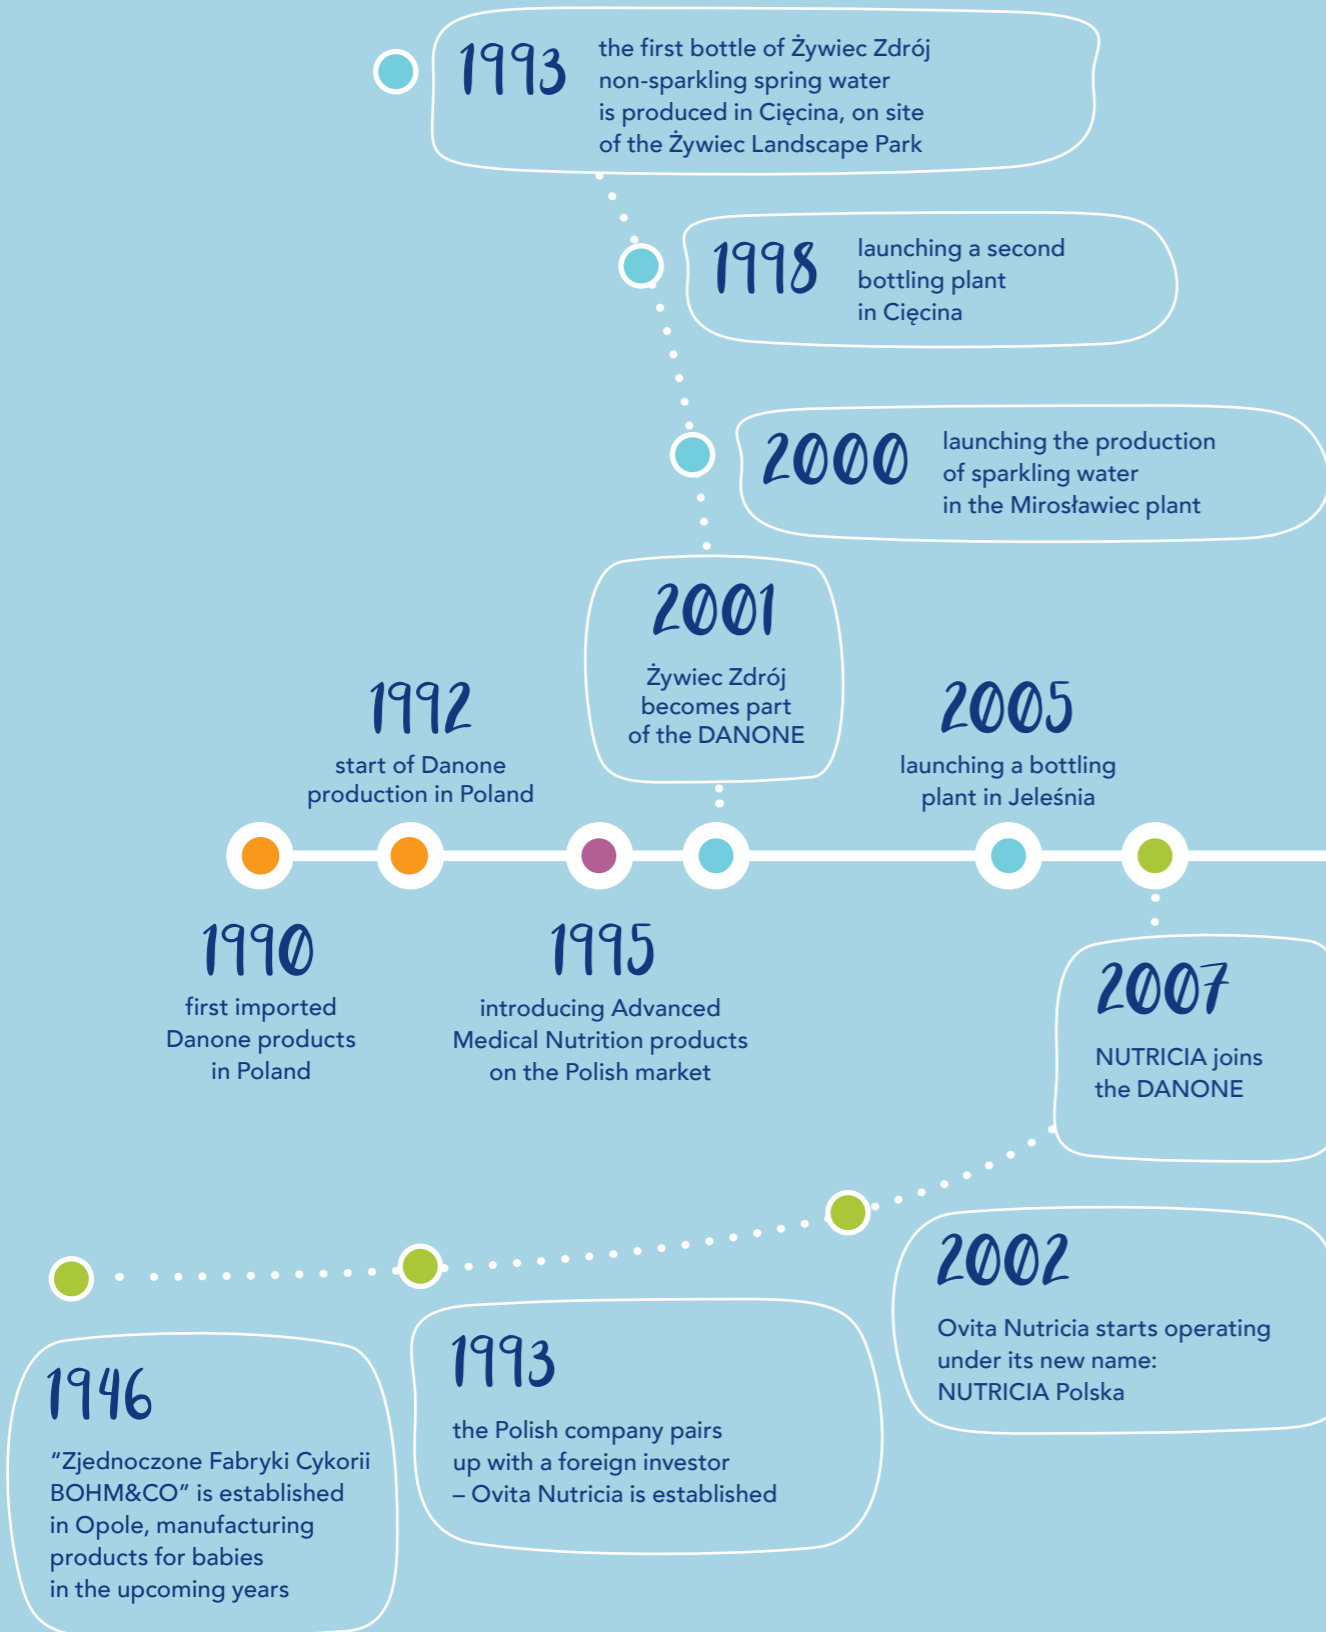 1993
the first bottle of Żywiec Zdrój
non-sparkling spring water
is produced in Cięcina, on site
of the Żywiec Landscape Park
1998
launching a second
bottling plant
in Cięcina
2000
launching the production
of sparkling water
in the Mirosławiec plant
2001
Żywiec Zdrój
becomes part
of the DANONE
1992
start of Danone
production in Poland
2005
launching a bottling
plant in Jeleśnia
1990
first imported
Danone products
in Poland
1995
introducing Advanced
Medical Nutrition products
on the Polish market
2007
NUTRICIA joins
the DANONE
2002
Ovita Nutricia starts operating
under its new name:
NUTRICIA Polska
1993
the Polish company pairs
up with a foreign investor
– Ovita Nutricia is established
1946
“Zjednoczone Fabryki Cykorii
BOHM&CO” is established
in Opole, manufacturing
products for babies
in the upcoming years